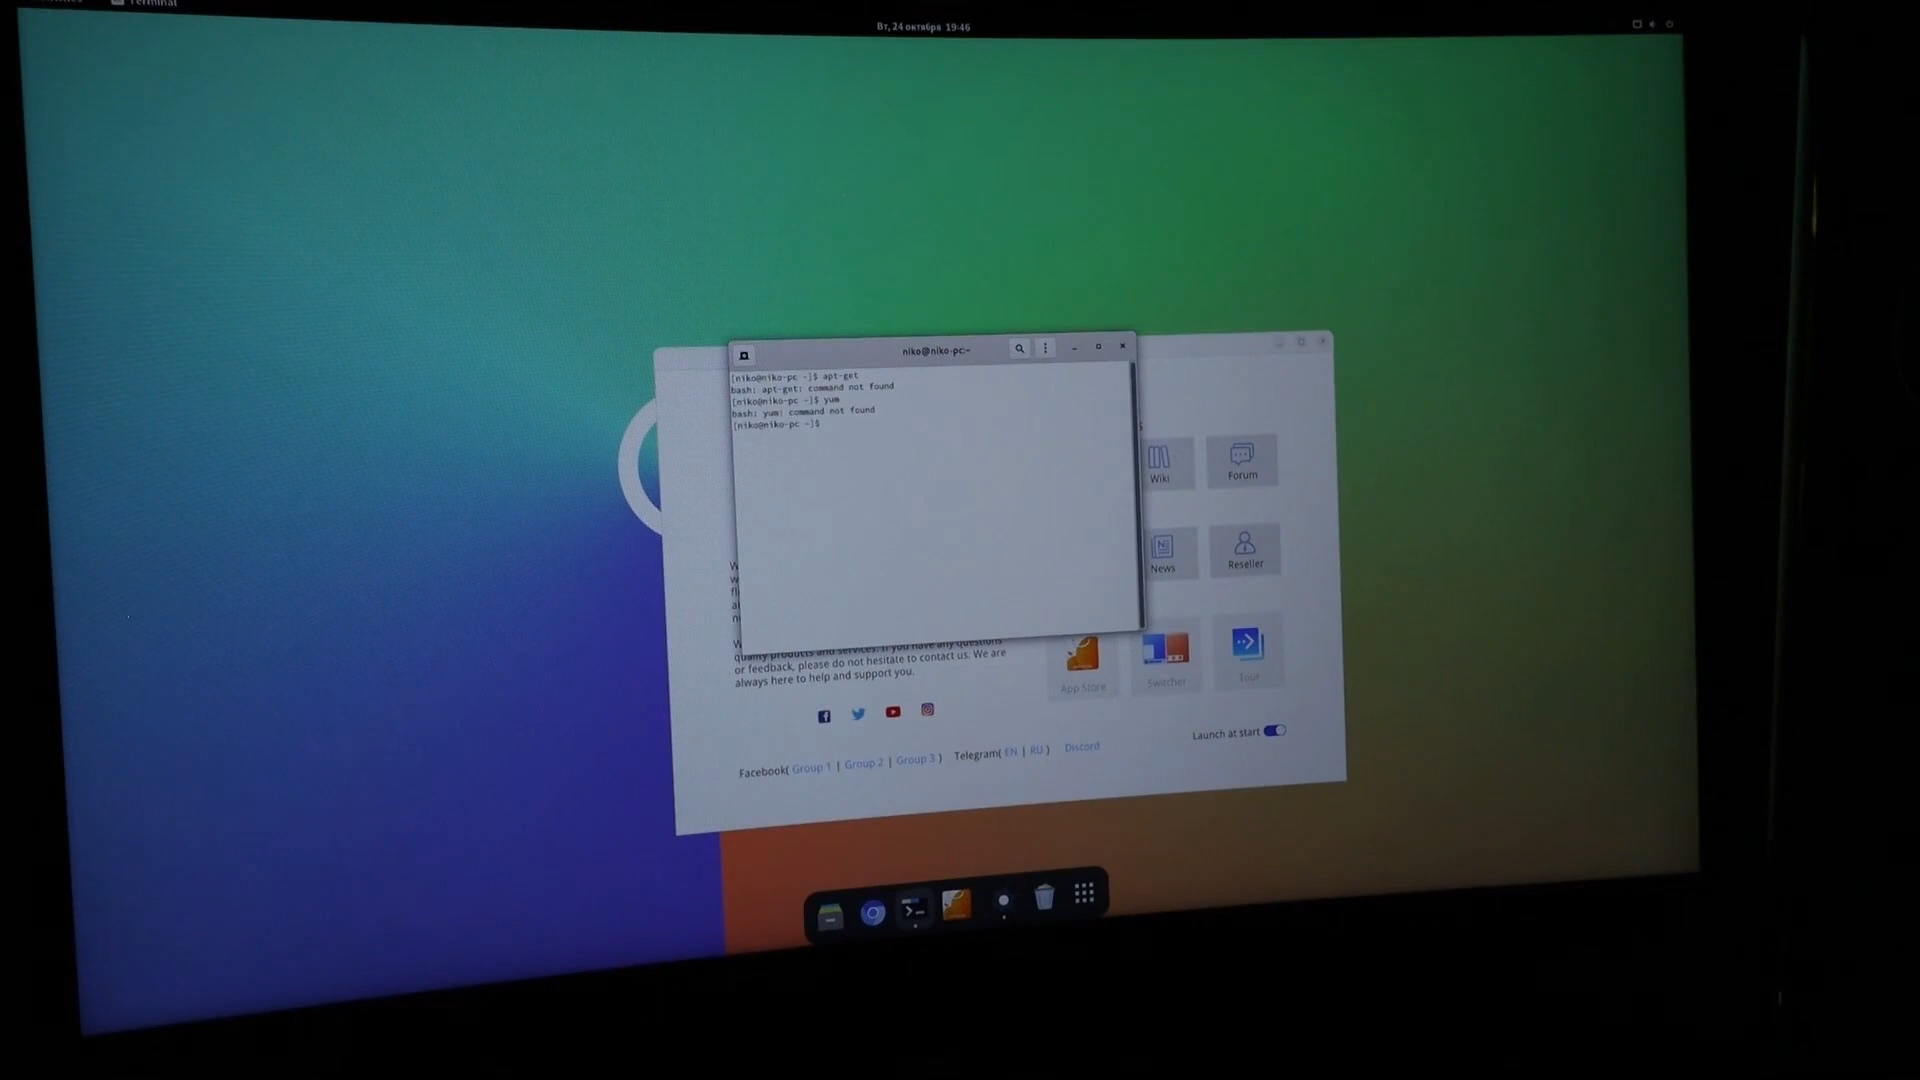 Terminal
Вт, 24 октября 19:46
niko@niko-pc:~
[niko@niko-pc ~]$ apt-get
bash: apt-get: command not found
[niko@niko-pc ~]$ yum
bash: yum: command not found
[niko@niko-pc ~]$
Wiki
Forum
News
Reseller
quality products and services. If you have any questions
or feedback, please do not hesitate to contact us. We are
always here to help and support you.
App Store
Switcher
Tour
Launch at start
Facebook( Group 1 | Group 2 | Group 3 ) Telegram( EN | RU ) Discord